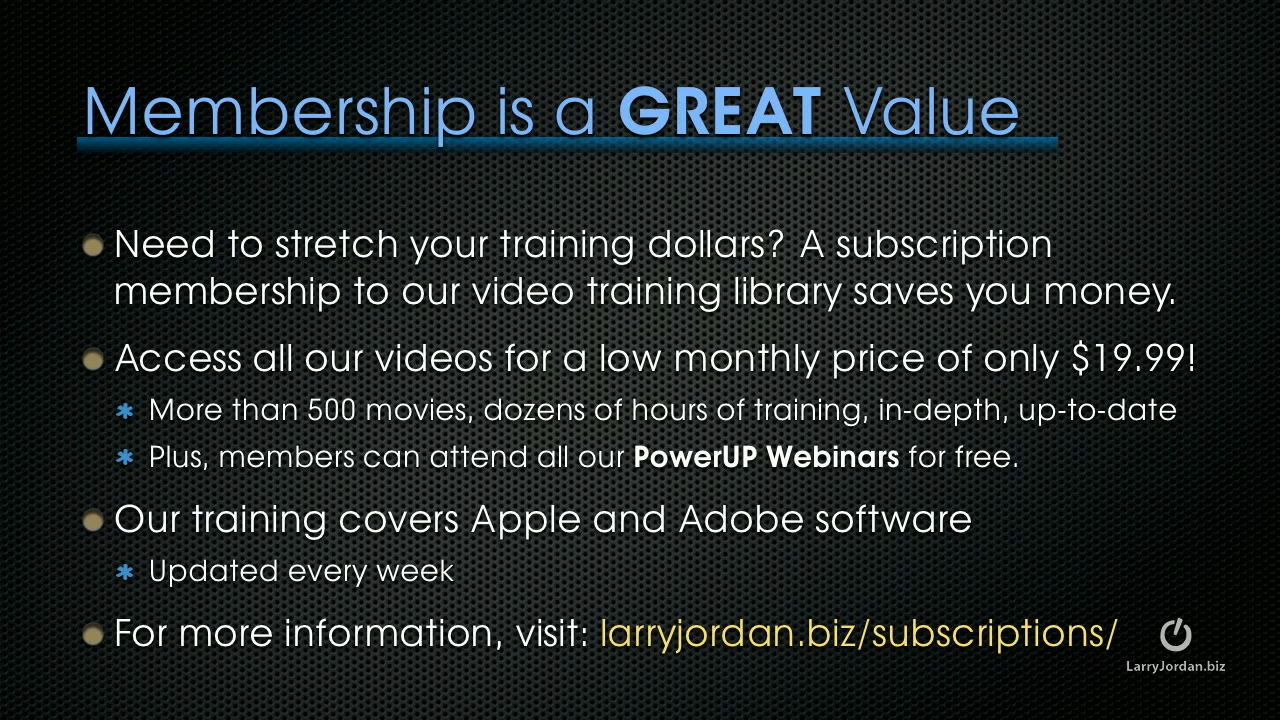 Membership is a GREAT Value
Need to stretch your training dollars? A subscription
membership to our video training library saves you money.
Access all our videos for a low monthly price of only $19.99!
More than 500 movies, dozens of hours of training, in-depth, up-to-date
Plus, members can attend all our PowerUP Webinars for free.
Our training covers Apple and Adobe software
Updated every week
For more information, visit: larryjordan.biz/subscriptions/
LarryJordan.biz